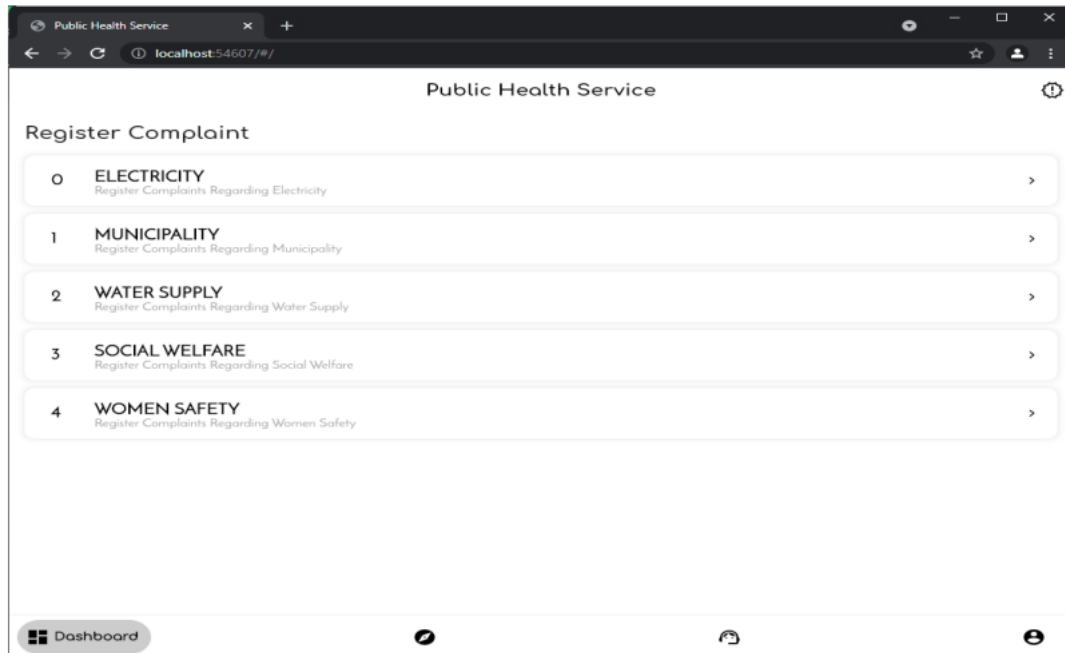 Public Health Service
localhost:54607/#/
Public Health Service
Register Complaint
0
ELECTRICITY
Register Complaints Regarding Electricity
1
MUNICIPALITY
Register Complaints Regarding Municipality
2
WATER SUPPLY
Register Complaints Regarding Water Supply
3
SOCIAL WELFARE
Register Complaints Regarding Social Welfare
4
WOMEN SAFETY
Register Complaints Regarding Women Safety
Dashboard